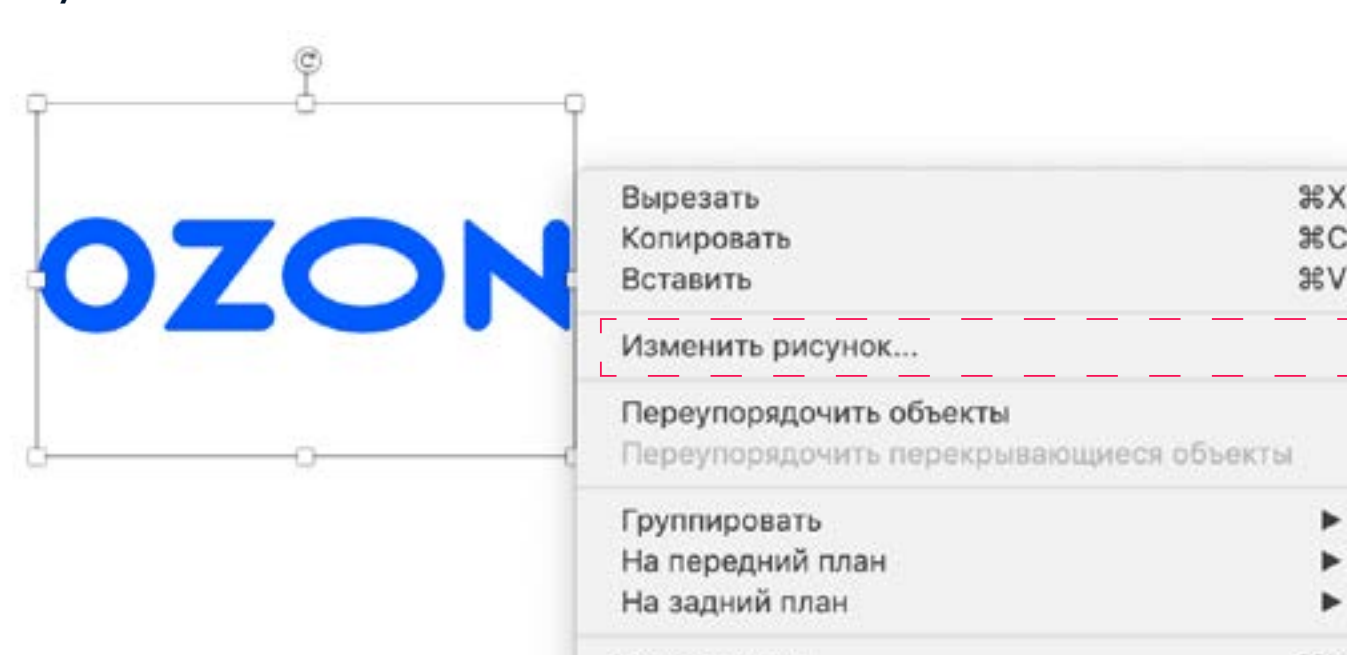 OZON
Вырезать ⌘X
Копировать ⌘C
Вставить ⌘V
Изменить рисунок...
Переупорядочить объекты
Переупорядочить перекрывающиеся объекты
Группировать ▶
На передний план ▶
На задний план ▶